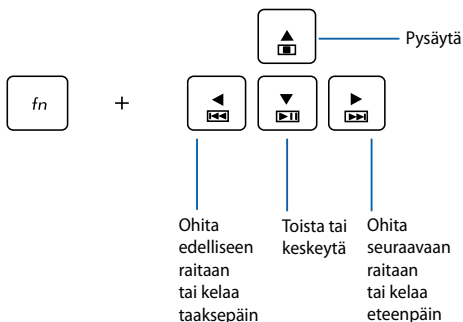 Pysäytä
fn
+
Ohita
edelliseen
raitaan
tai kelaa
taaksepäin
Toista tai
keskeytä
Ohita
seuraavaan
raitaan
tai kelaa
eteenpäin